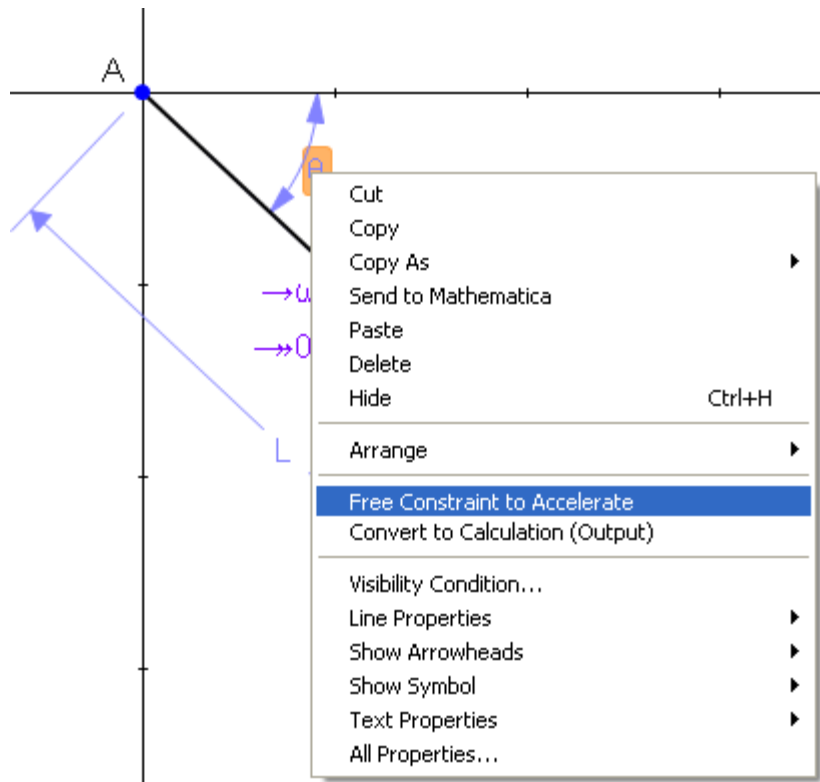 A
Cut
Copy
Copy As
→
Send to Mathematica
Paste
Delete
Hide Ctrl+H
↠0
Arrange
L
Free Constraint to Accelerate
Convert to Calculation (Output)
Visibility Condition...
Line Properties
Show Arrowheads
Show Symbol
Text Properties
All Properties...